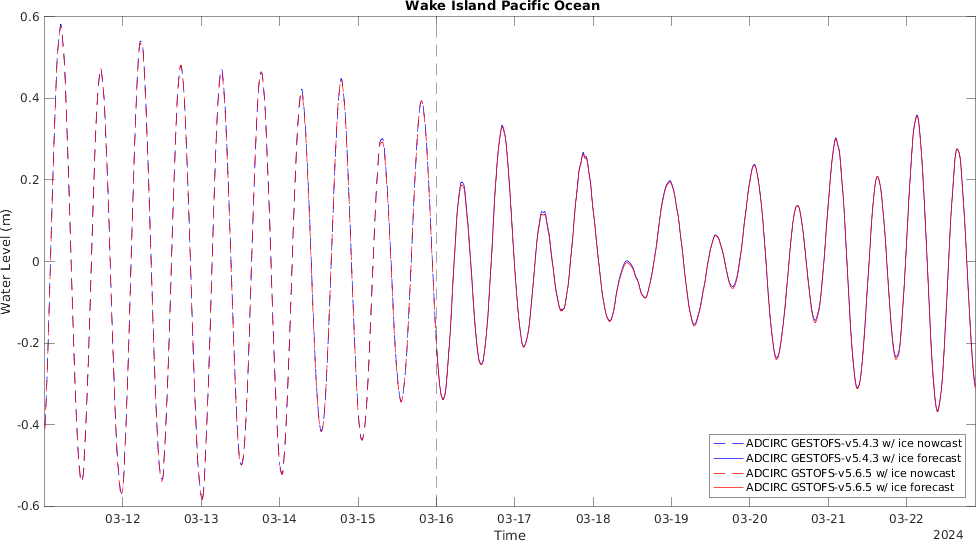 Wake Island Pacific Ocean
0.6
0.4
0.2
0
-0.2
-0.4
-0.6
Water Level (m)
ADCIRC GESTOFS-v5.4.3 w/ ice nowcast
ADCIRC GESTOFS-v5.4.3 w/ ice forecast
ADCIRC GSTOFS-v5.6.5 w/ ice nowcast
ADCIRC GSTOFS-v5.6.5 w/ ice forecast
03-12 03-13 03-14 03-15 03-16 03-17 03-18 03-19 03-20 03-21 03-22
Time
2024